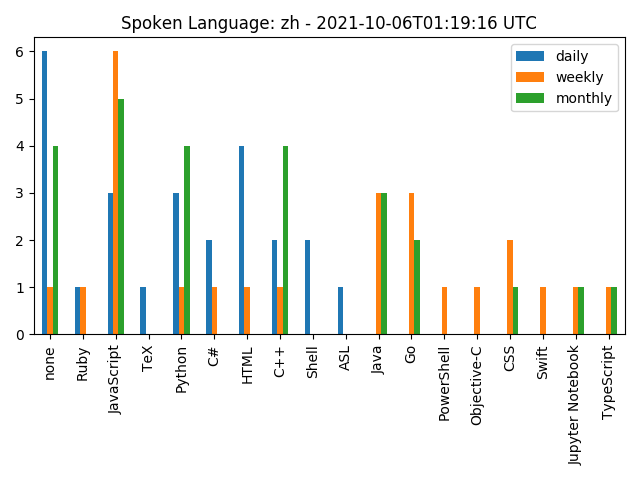 Spoken Language: zh - 2021-10-06T01:19:16 UTC
daily
weekly
monthly
6
5
4
3
2
1
0
none
Ruby
JavaScript
TeX
Python
C#
HTML
C++
Shell
ASL
Java
Go
PowerShell
Objective-C
CSS
Swift
Jupyter Notebook
TypeScript